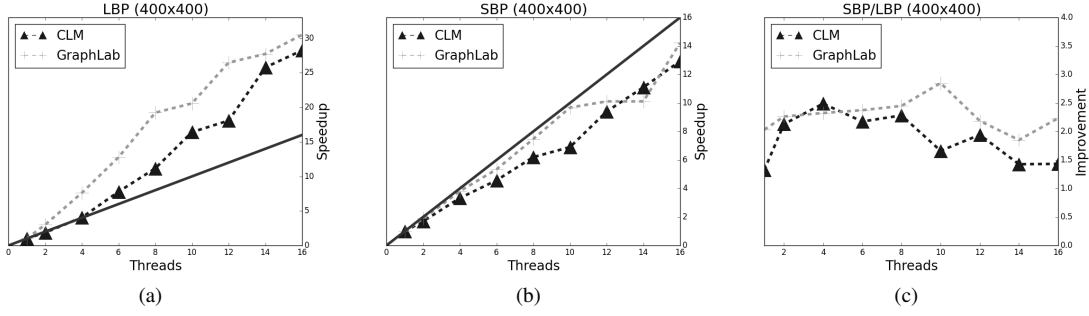 LBP (400x400)
CLM
GraphLab
30
25
20
15
10
5
0
Speedup
0 2 4 6 8 10 12 14 16
Threads
(a)
SBP (400x400)
CLM
GraphLab
16
14
12
10
8
6
4
2
0
Speedup
0 2 4 6 8 10 12 14 16
Threads
(b)
SBP/LBP (400x400)
CLM
GraphLab
4.0
3.5
3.0
2.5
2.0
1.5
1.0
0.5
0.0
Improvement
2 4 6 8 10 12 14 16
Threads
(c)